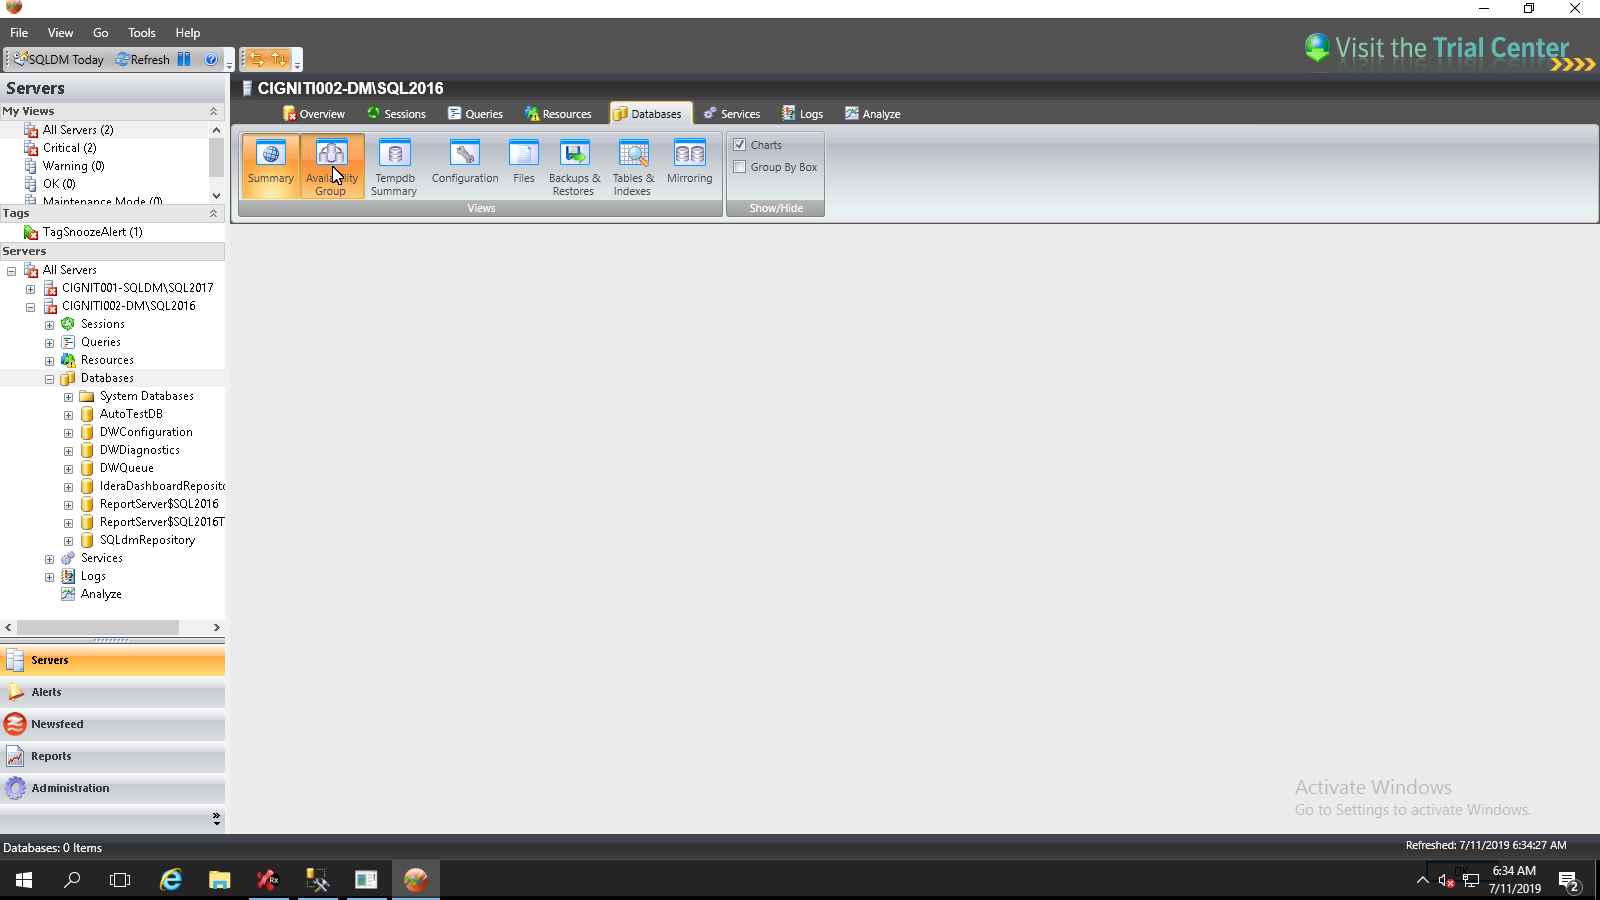 File View Go Tools Help
SQLDM Today Refresh
Visit the Trial Center
Servers
CIGNITI002-DM\SQL2016
My Views
Overview Sessions Queries Resources Databases Services Logs Analyze
All Servers (2)
Critical (2)
Warning (0)
OK (0)
Maintenance Mode (0)
Summary
Availability Group
Tempdb Summary
Configuration
Files
Backups & Restores
Tables & Indexes
Mirroring
Views
Charts
Group By Box
Show/Hide
Tags
TagSnoozeAlert (1)
Servers
All Servers
CIGNIT001-SQLDM\SQL2017
CIGNITI002-DM\SQL2016
Sessions
Queries
Resources
Databases
System Databases
AutoTestDB
DWConfiguration
DWDiagnostics
DWQueue
IderaDashboardReposito
ReportServer$SQL2016
ReportServer$SQL2016T
SQLdmRepository
Services
Logs
Analyze
Servers
Alerts
Newsfeed
Reports
Administration
Activate Windows
Go to Settings to activate Windows.
Databases: 0 Items
Refreshed: 7/11/2019 6:34:27 AM
6:34 AM
7/11/2019
2